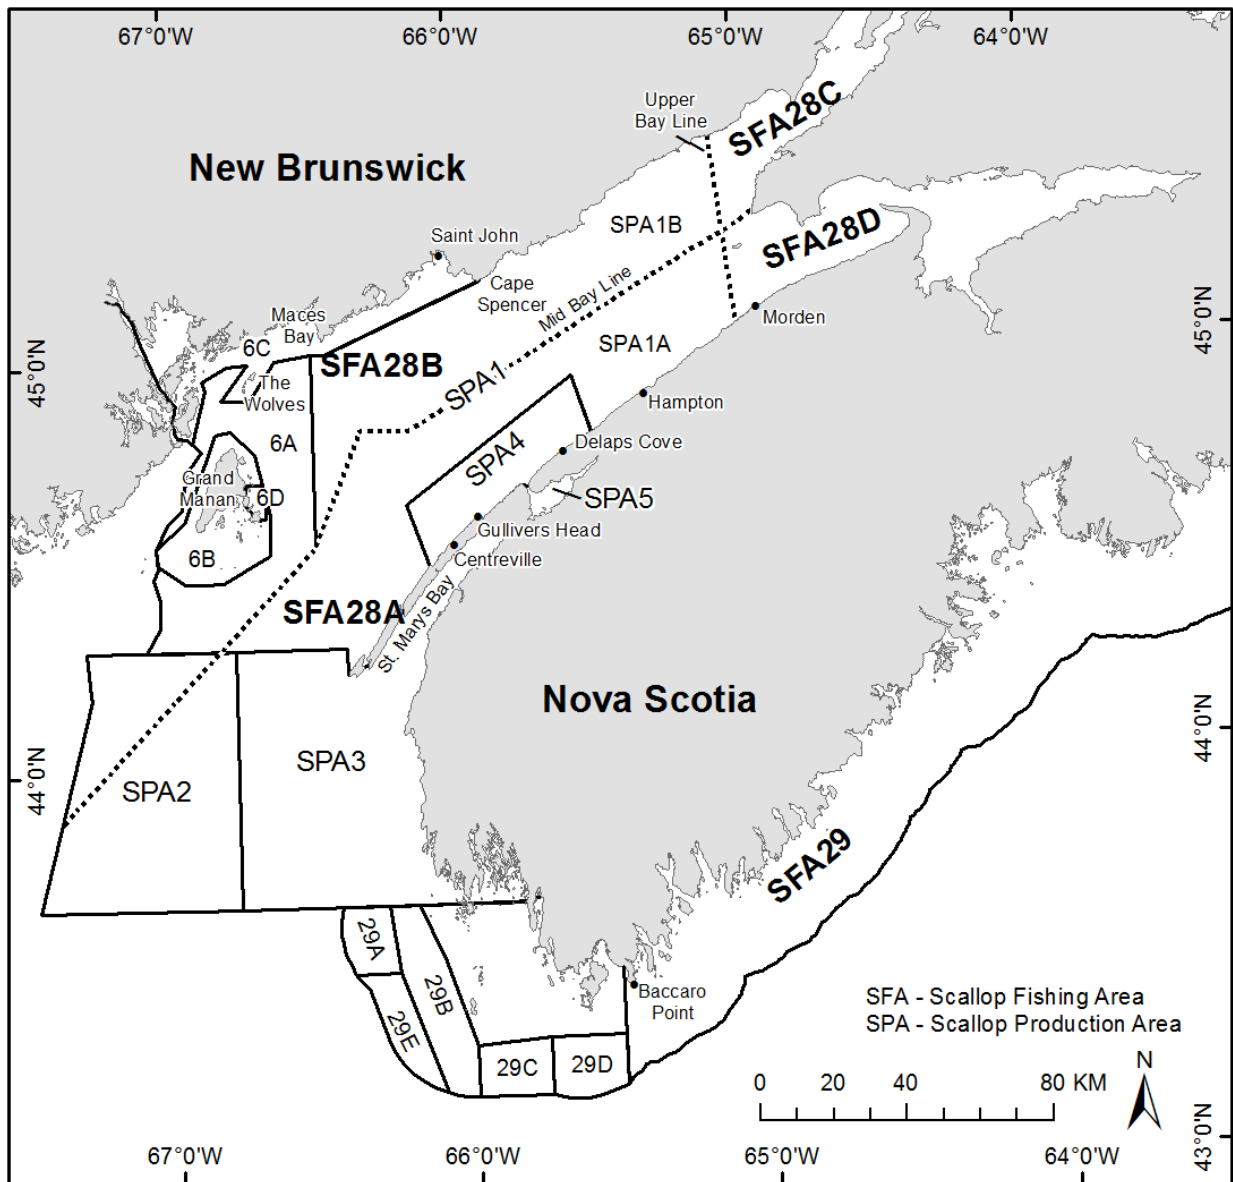 67°0'W
66°0'W
65°0'W
64°0'W
Upper
Bay Line
SFA28C
New Brunswick
SPA1B
Saint John
SFA28D
Cape
Spencer
Mid Bay Line
Maces
Bay
Morden
45°0'N
45°0'N
6C
SFA28B
SPA1A
The
Wolves
SPA1
Hampton
6A
Delaps Cove
SPA4
Grand
Manan
6D
SPA5
Gullivers Head
Centreville
6B
SFA28A
St. Marys Bay
Nova Scotia
44°0'N
44°0'N
SPA3
SPA2
SFA29
29A
29B
Baccaro
Point
29E
29C
29D
SFA - Scallop Fishing Area
SPA - Scallop Production Area
N
0 20 40 80 KM
43°0'N
67°0'W
66°0'W
65°0'W
64°0'W